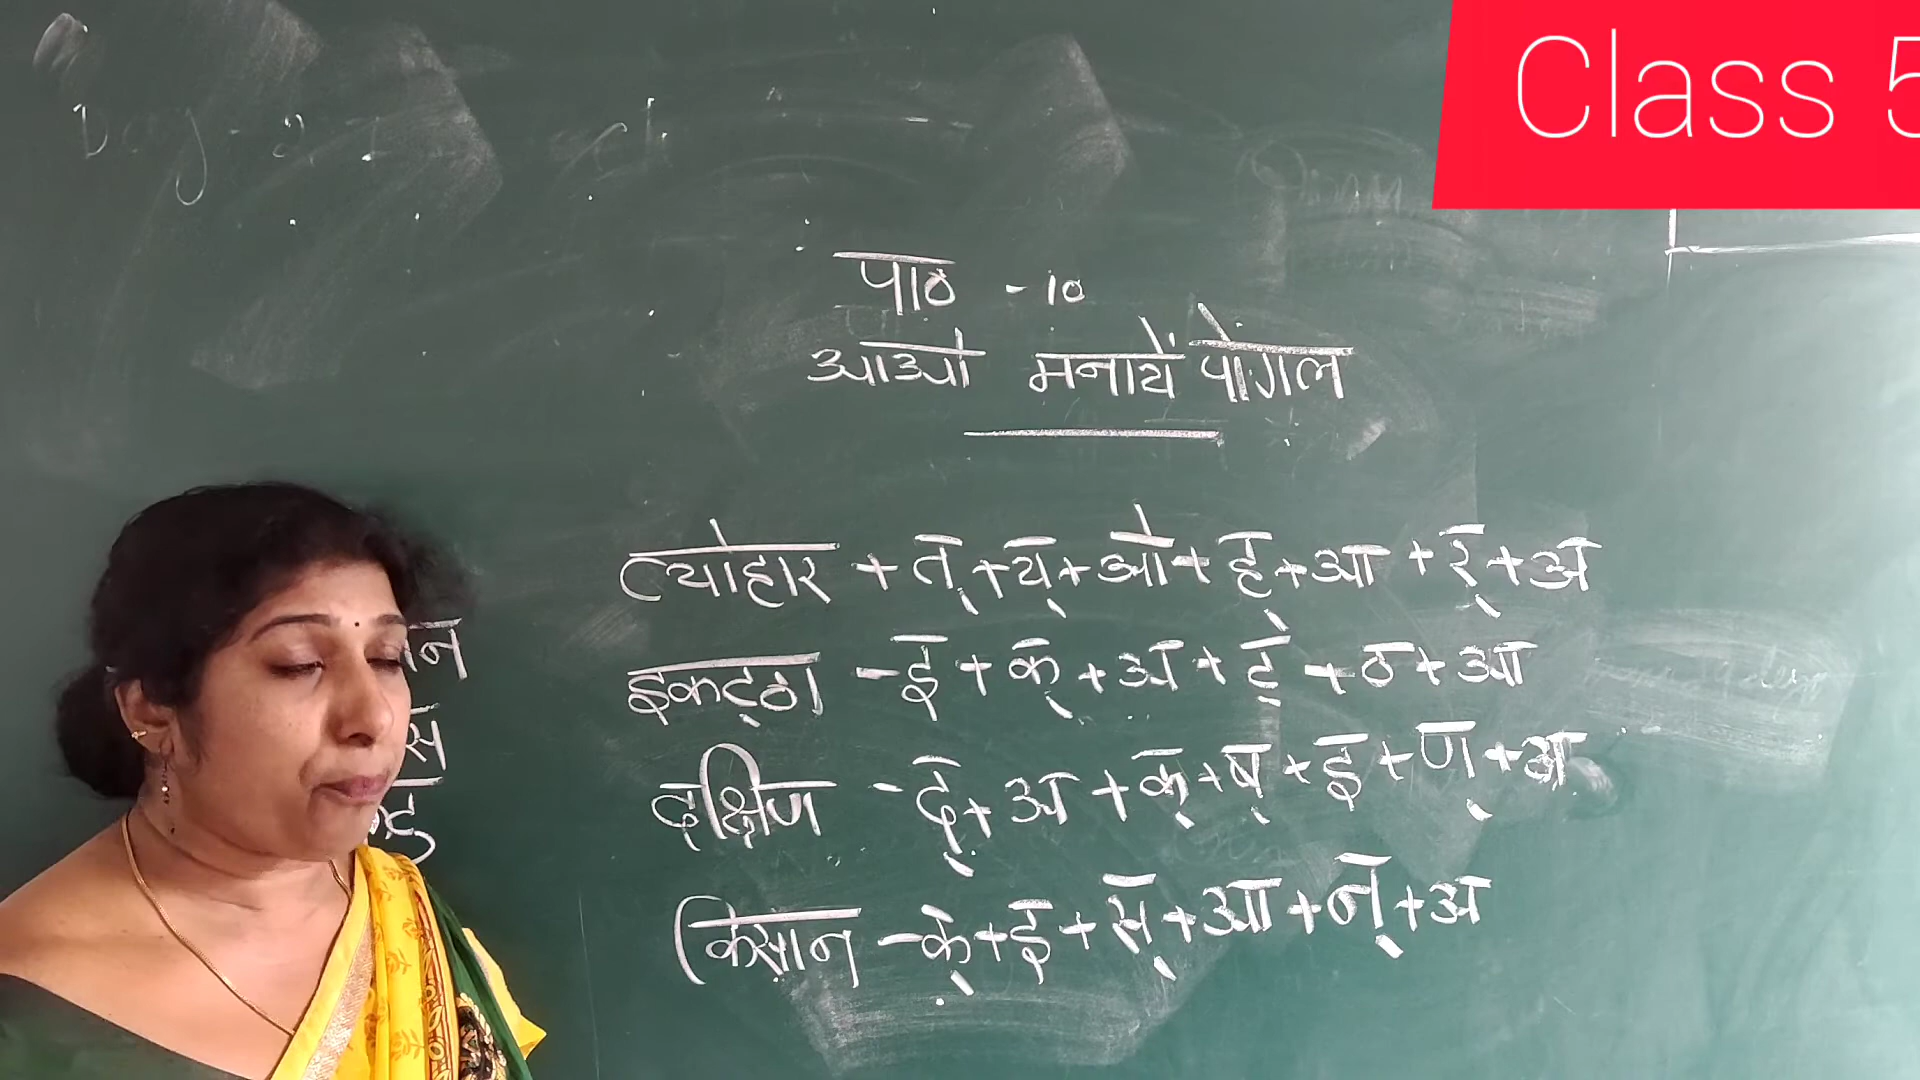 Class 5
पाठ - 10
आओ मनायें पोंगल
त्योहार + त् + य् + ओ + ह् + आ + र् + अ
इकट्ठा - इ + क् + अ + ट् + ठ + आ
दक्षिण - द् + अ + क् + ष् + इ + ण् + अ
किसान - क् + इ + स् + आ + न् + अ